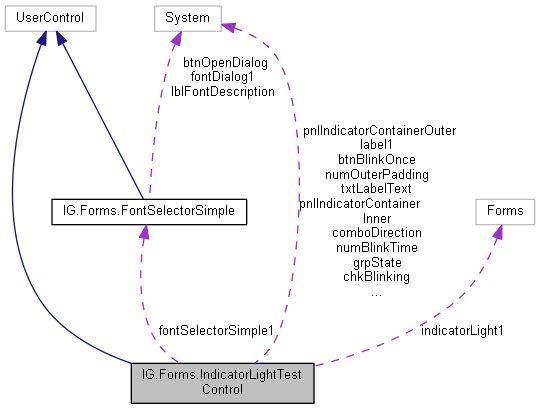 UserControl
System
btnOpenDialog
fontDialog1
lblFontDescription
pnlIndicatorContainerOuter
label1
btnBlinkOnce
numOuterPadding
txtLabelText
pnlIndicatorContainer
Inner
comboDirection
numBlinkTime
grpState
chkBlinking
...
IG.Forms.FontSelectorSimple
Forms
fontSelectorSimple1
indicatorLight1
IG.Forms.IndicatorLightTest
Control